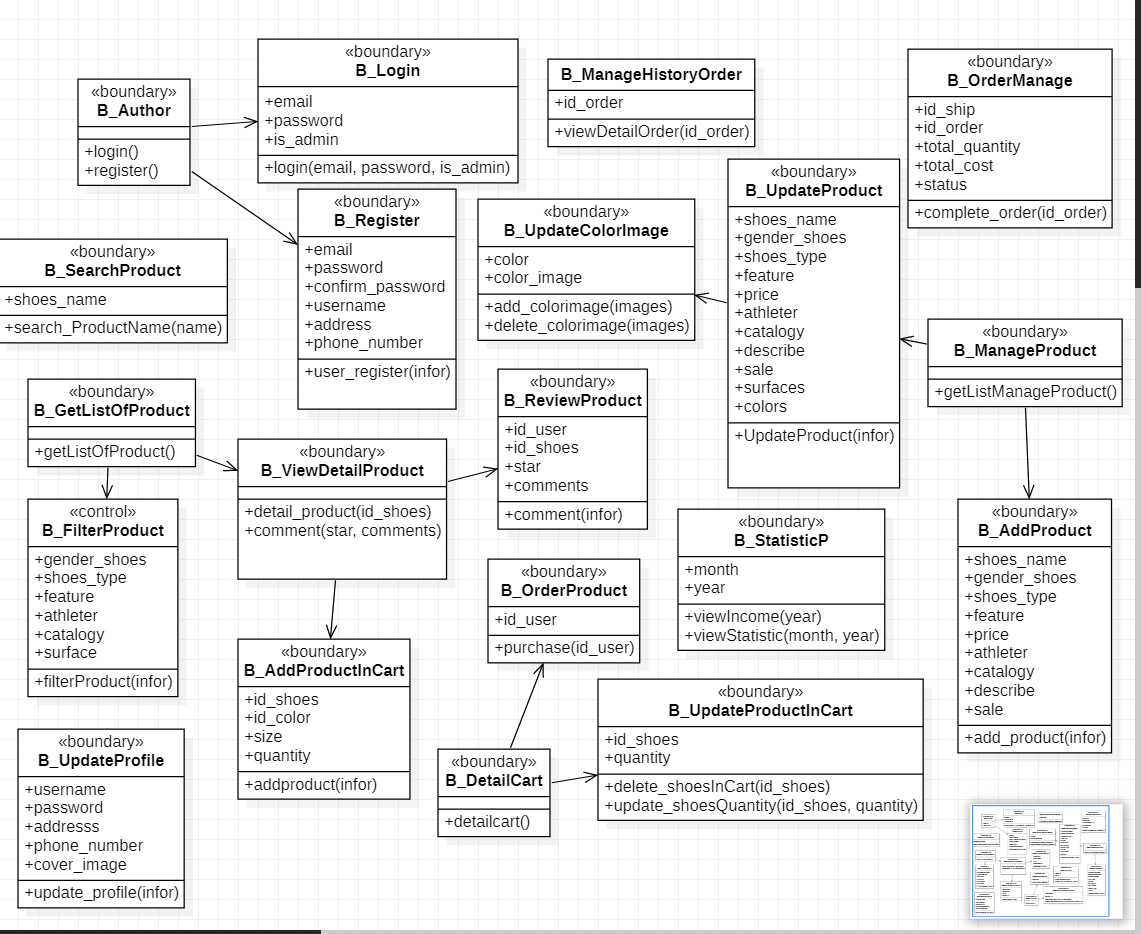 «boundary»
B_Author
+login()
+register()
«boundary»
B_Login
+email
+password
+is_admin
+login(email, password, is_admin)
B_ManageHistoryOrder
+id_order
+viewDetailOrder(id_order)
«boundary»
B_OrderManage
+id_ship
+id_order
+total_quantity
+total_cost
+status
+complete_order(id_order)
«boundary»
B_SearchProduct
+shoes_name
+search_ProductName(name)
«boundary»
B_Register
+email
+password
+confirm_password
+username
+address
+phone_number
+user_register(infor)
«boundary»
B_UpdateColorImage
+color
+color_image
+add_colorimage(images)
+delete_colorimage(images)
«boundary»
B_UpdateProduct
+shoes_name
+gender_shoes
+shoes_type
+feature
+price
+athleter
+catalogy
+describe
+sale
+surfaces
+colors
+UpdateProduct(infor)
«boundary»
B_ManageProduct
+getListManageProduct()
«boundary»
B_GetListOfProduct
+getListOfProduct()
«boundary»
B_ViewDetailProduct
+detail_product(id_shoes)
+comment(star, comments)
«boundary»
B_ReviewProduct
+id_user
+id_shoes
+star
+comments
+comment(infor)
«control»
B_FilterProduct
+gender_shoes
+shoes_type
+feature
+athleter
+catalogy
+surface
+filterProduct(infor)
«boundary»
B_OrderProduct
+id_user
+purchase(id_user)
«boundary»
B_StatisticP
+month
+year
+viewIncome(year)
+viewStatistic(month, year)
«boundary»
B_AddProduct
+shoes_name
+gender_shoes
+shoes_type
+feature
+price
+athleter
+catalogy
+describe
+sale
+add_product(infor)
«boundary»
B_AddProductInCart
+id_shoes
+id_color
+size
+quantity
+addproduct(infor)
«boundary»
B_UpdateProductInCart
+id_shoes
+quantity
+delete_shoesInCart(id_shoes)
+update_shoesQuantity(id_shoes, quantity)
«boundary»
B_UpdateProfile
+username
+password
+addresss
+phone_number
+cover_image
+update_profile(infor)
«boundary»
B_DetailCart
+detailcart()